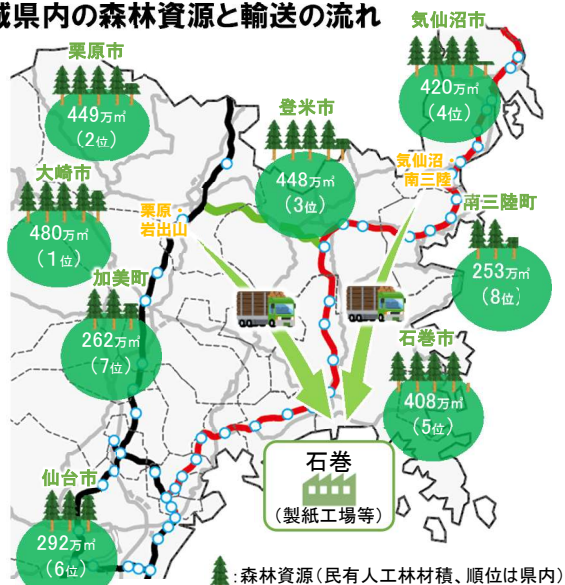 城県内の森林資源と輸送の流れ
気仙沼市
420万㎥
(4位)
栗原市
449万㎥
(2位)
登米市
448万㎥
(3位)
気仙沼・
南三陸
大崎市
480万㎥
(1位)
栗原・
岩出山
南三陸町
253万㎥
(8位)
加美町
262万㎥
(7位)
石巻市
408万㎥
(5位)
石巻
(製紙工場等)
仙台市
292万㎥
(6位)
:森林資源(民有人工林材積、順位は県内)